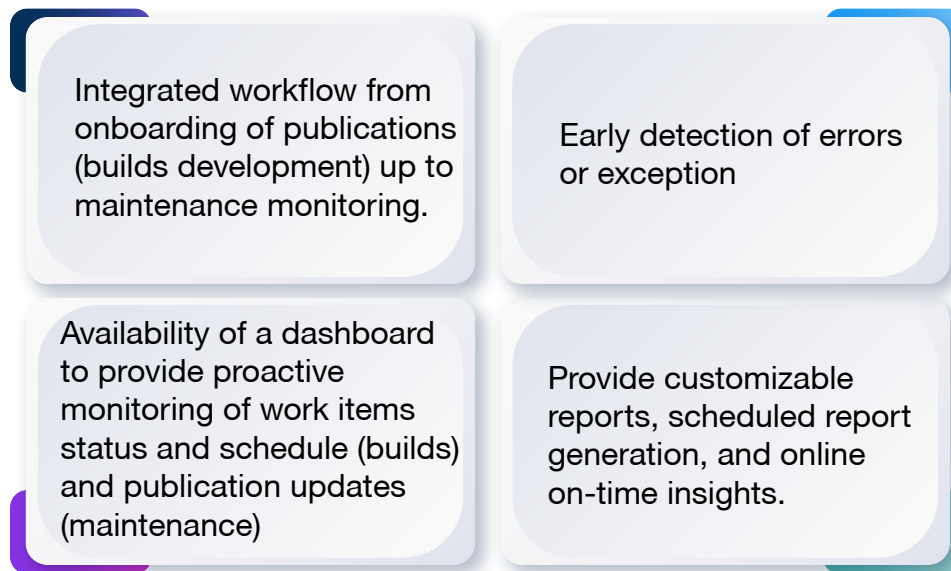 Integrated workflow from
onboarding of publications
(builds development) up to
maintenance monitoring.
Early detection of errors
or exception
Availability of a dashboard
to provide proactive
monitoring of work items
status and schedule (builds)
and publication updates
(maintenance)
Provide customizable
reports, scheduled report
generation, and online
on-time insights.